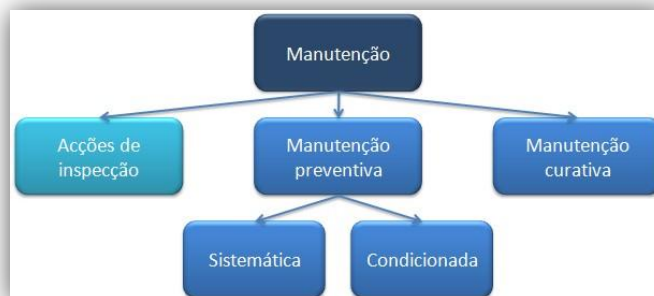 Manutenção
Acções de
inspecção
Manutenção
preventiva
Manutenção
curativa
Sistemática
Condicionada